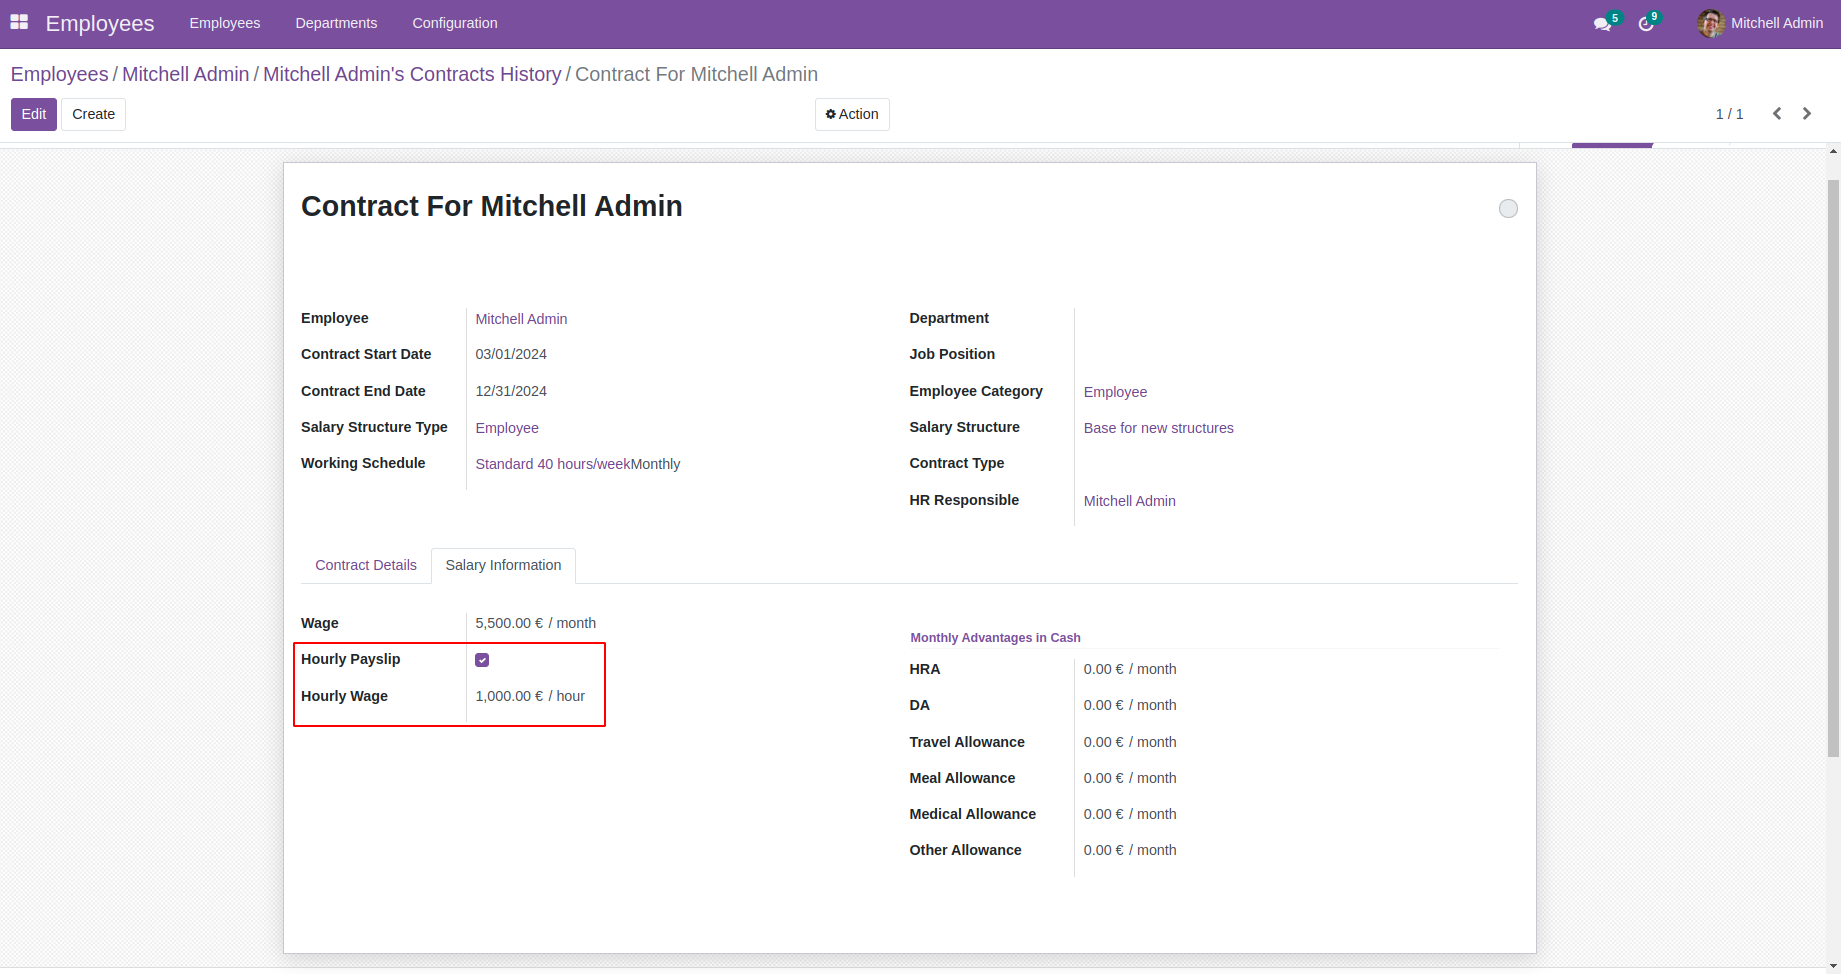 Employees Employees Departments Configuration 5 9 Mitchell Admin
Employees / Mitchell Admin / Mitchell Admin's Contracts History / Contract For Mitchell Admin
Edit Create Action 1 / 1
Contract For Mitchell Admin
Employee Mitchell Admin Department
Contract Start Date 03/01/2024 Job Position
Contract End Date 12/31/2024 Employee Category Employee
Salary Structure Type Employee Salary Structure Base for new structures
Working Schedule Standard 40 hours/weekMonthly Contract Type
HR Responsible Mitchell Admin
Contract Details Salary Information
Wage 5,500.00 € / month
Monthly Advantages in Cash
Hourly Payslip
HRA 0.00 € / month
Hourly Wage 1,000.00 € / hour
DA 0.00 € / month
Travel Allowance 0.00 € / month
Meal Allowance 0.00 € / month
Medical Allowance 0.00 € / month
Other Allowance 0.00 € / month